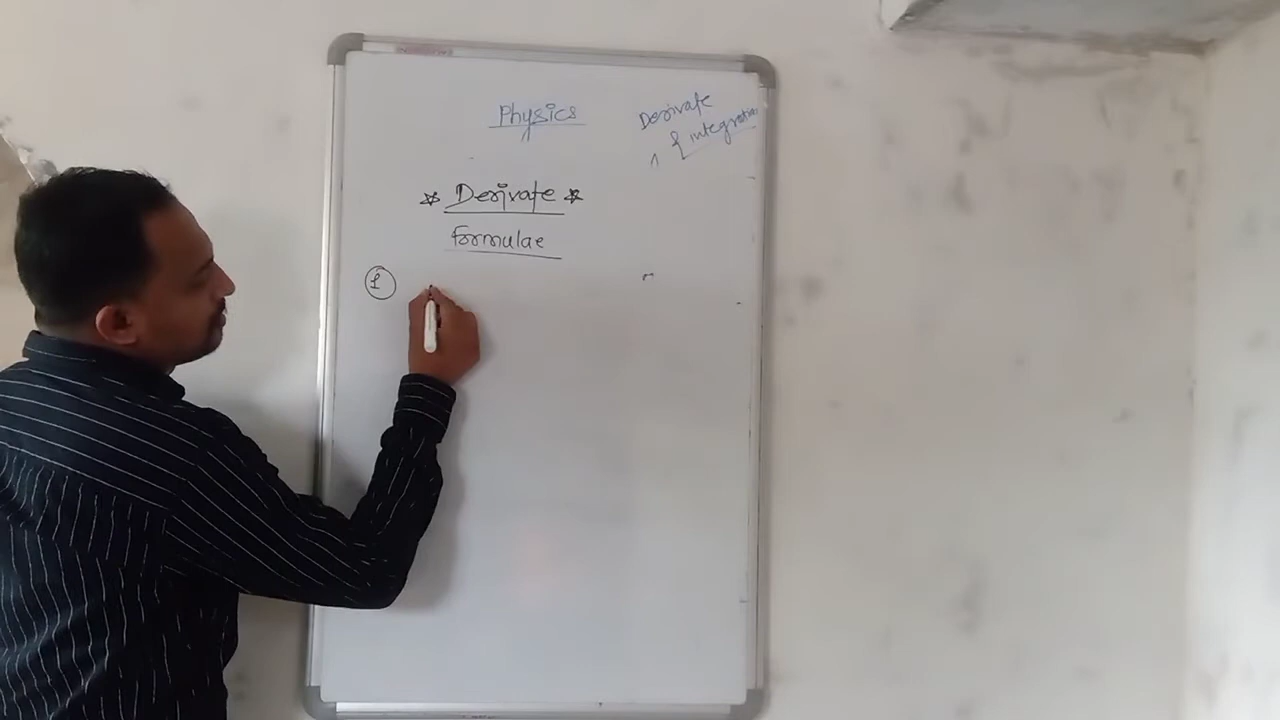 Physics
Derivate
& integration
* Derivate *
formulae
1